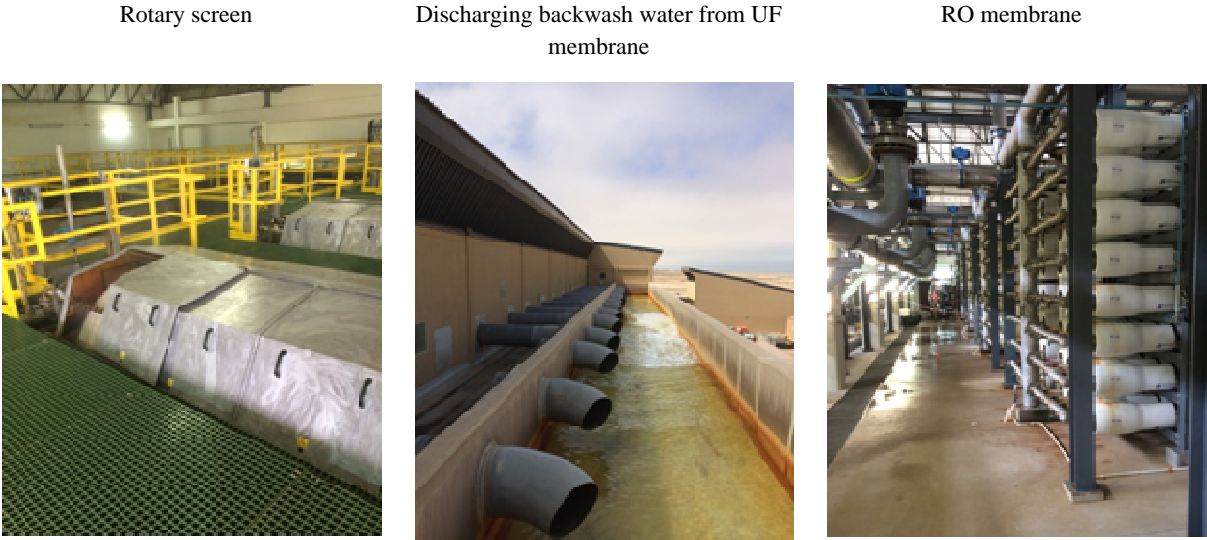 Rotary screen
Discharging backwash water from UF
membrane
RO membrane